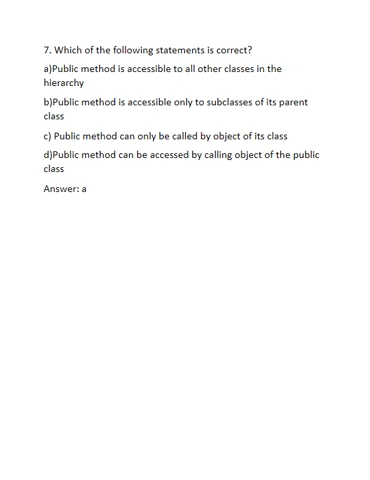 7. Which of the following statements is correct?
a)Public method is accessible to all other classes in the
hierarchy
b)Public method is accessible only to subclasses of its parent
class
c) Public method can only be called by object of its class
d)Public method can be accessed by calling object of the public
class
Answer: a